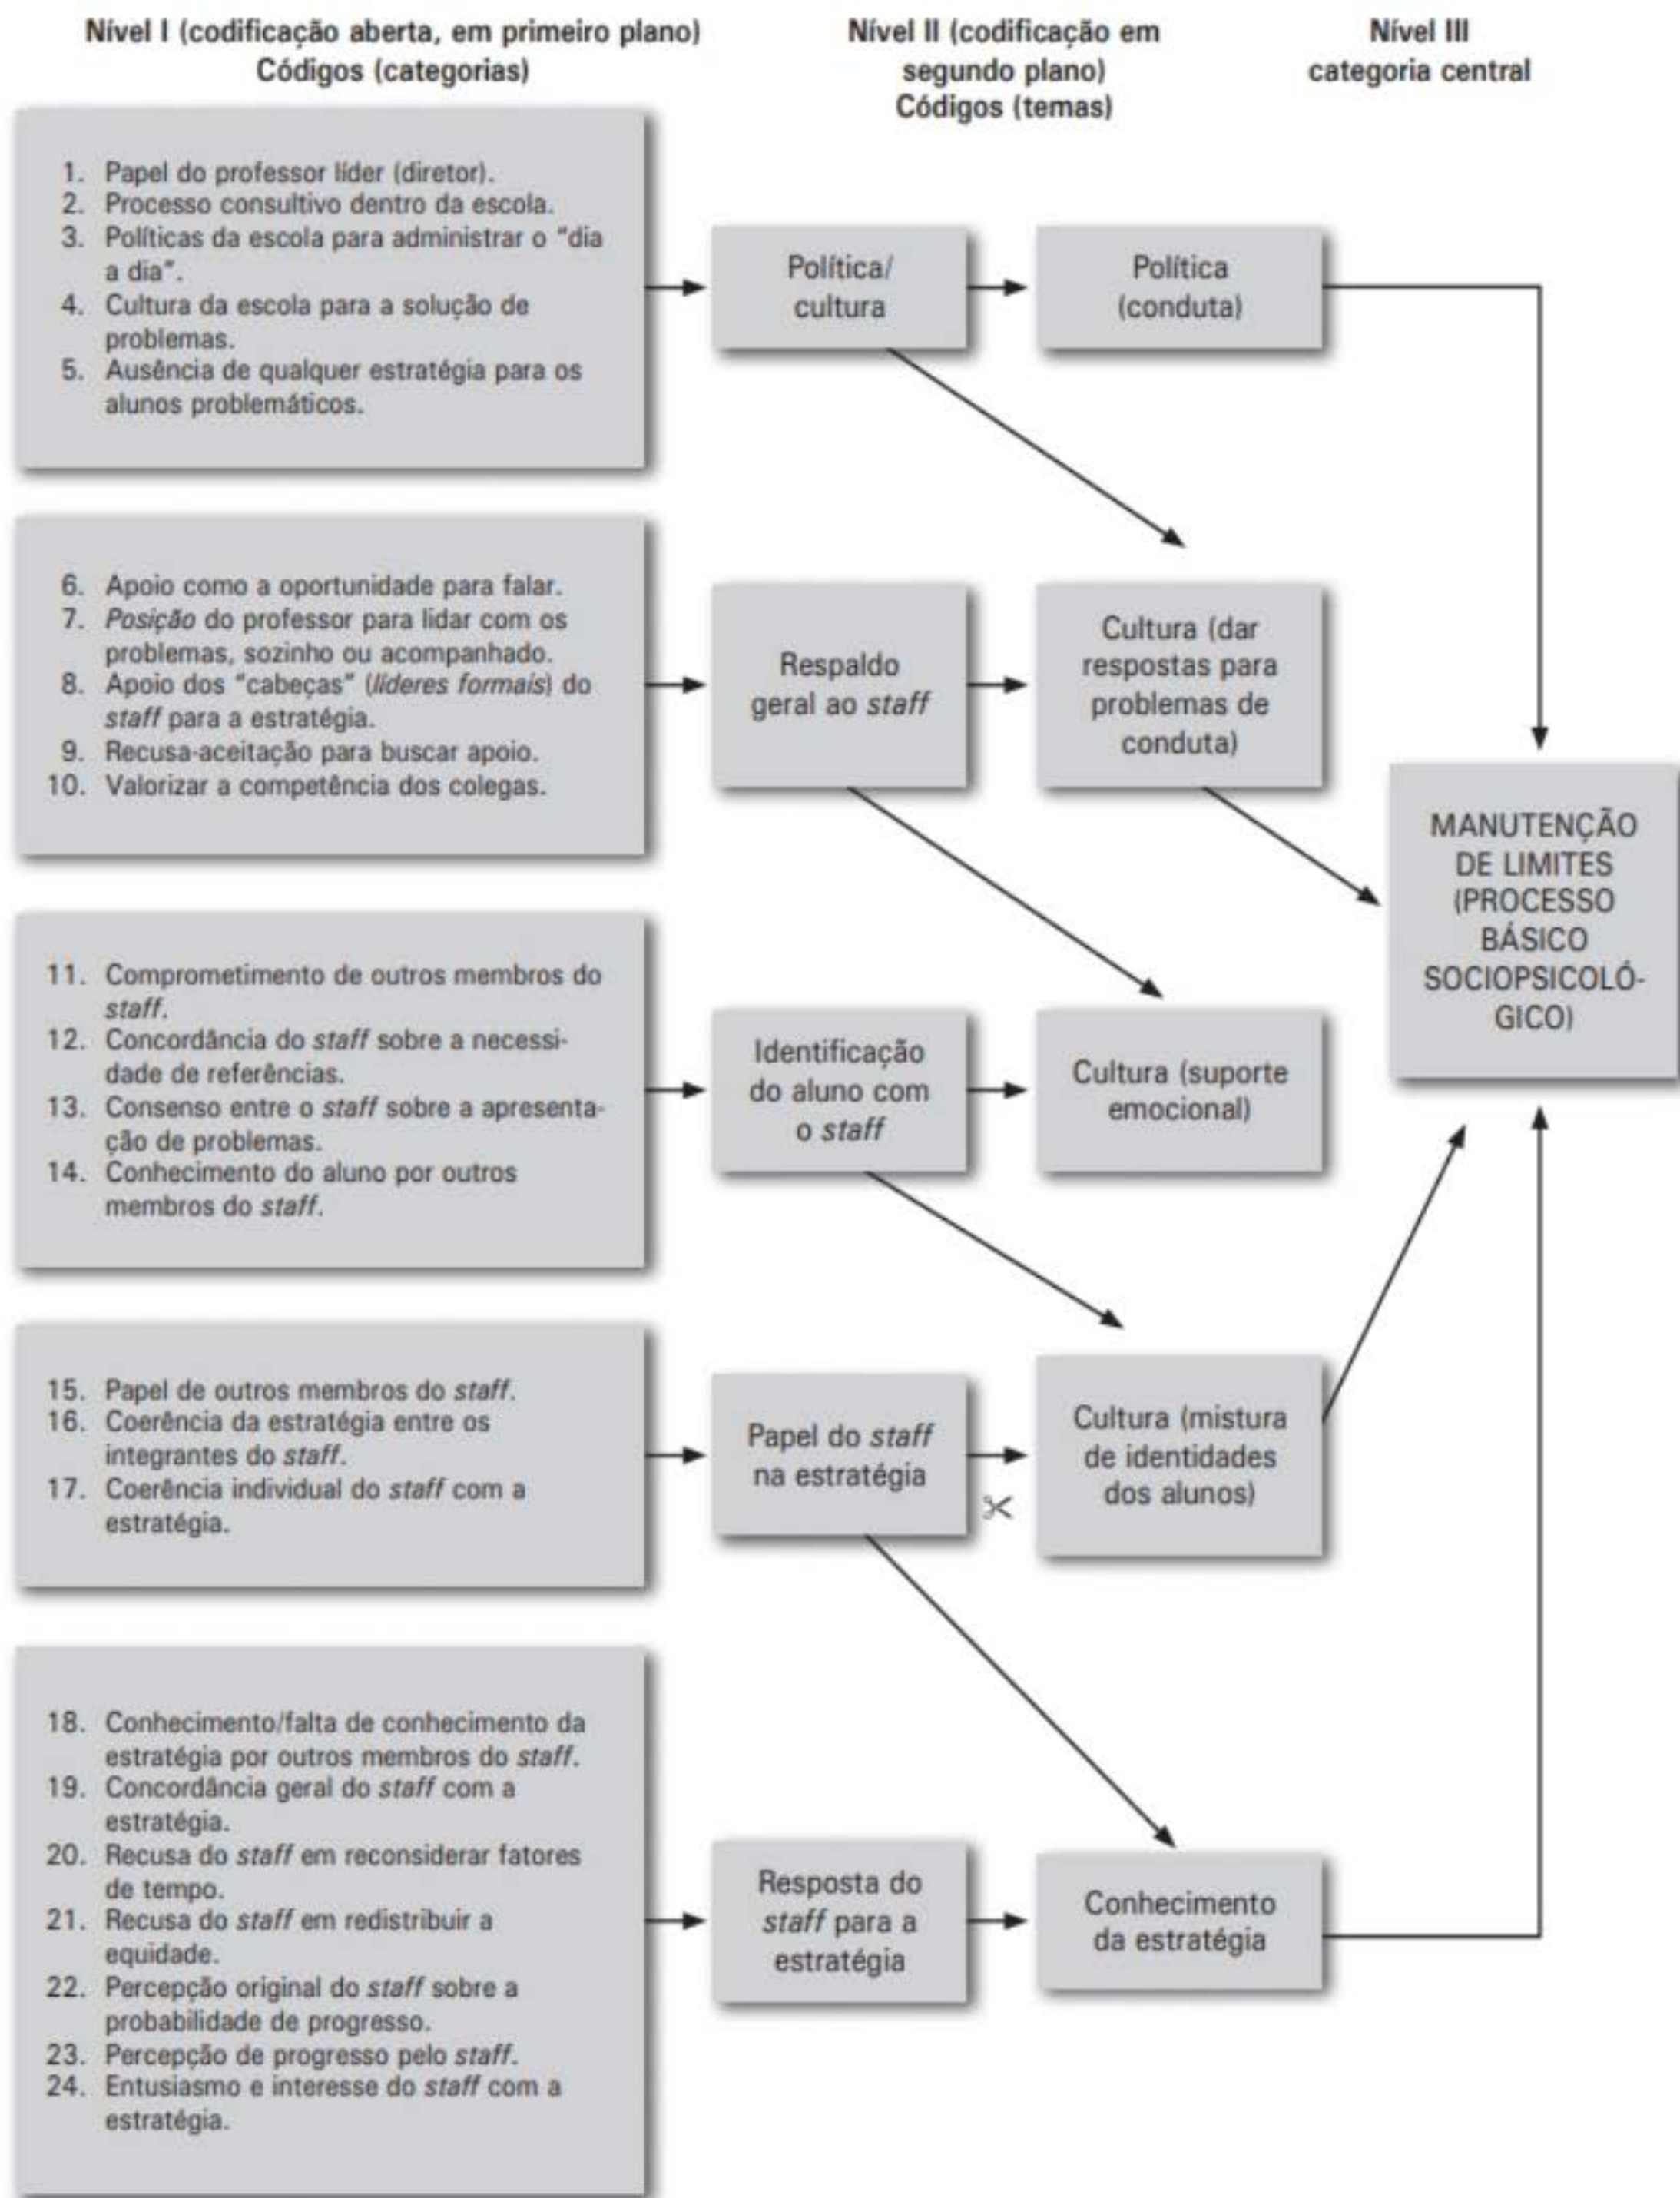 Nível I (codificação aberta, em primeiro plano)
Códigos (categorias)
Nível II (codificação em
segundo plano)
Códigos (temas)
Nível III
categoria central
1. Papel do professor líder (diretor).
2. Processo consultivo dentro da escola.
3. Políticas da escola para administrar o "dia
a dia".
4. Cultura da escola para a solução de
problemas.
5. Ausência de qualquer estratégia para os
alunos problemáticos.
Política/
cultura
Política
(conduta)
6. Apoio como a oportunidade para falar.
7. Posição do professor para lidar com os
problemas, sozinho ou acompanhado.
8. Apoio dos "cabeças" (líderes formais) do
staff para a estratégia.
9. Recusa-aceitação para buscar apoio.
10. Valorizar a competência dos colegas.
Respaldo
geral ao staff
Cultura (dar
respostas para
problemas de
conduta)
MANUTENÇÃO
DE LIMITES
(PROCESSO
BÁSICO
SOCIOPSICOLÓ-
GICO)
11. Comprometimento de outros membros do
staff.
12. Concordância do staff sobre a necessi-
dade de referências.
13. Consenso entre o staff sobre a apresenta-
ção de problemas.
14. Conhecimento do aluno por outros
membros do staff.
Identificação
do aluno com
o staff
Cultura (suporte
emocional)
15. Papel de outros membros do staff.
16. Coerência da estratégia entre os
integrantes do staff.
17. Coerência individual do staff com a
estratégia.
Papel do staff
na estratégia
Cultura (mistura
de identidades
dos alunos)
18. Conhecimento/falta de conhecimento da
estratégia por outros membros do staff.
19. Concordância geral do staff com a
estratégia.
20. Recusa do staff em reconsiderar fatores
de tempo.
21. Recusa do staff em redistribuir a
equidade.
22. Percepção original do staff sobre a
probabilidade de progresso.
23. Percepção de progresso pelo staff.
24. Entusiasmo e interesse do staff com a
estratégia.
Resposta do
staff para a
estratégia
Conhecimento
da estratégia